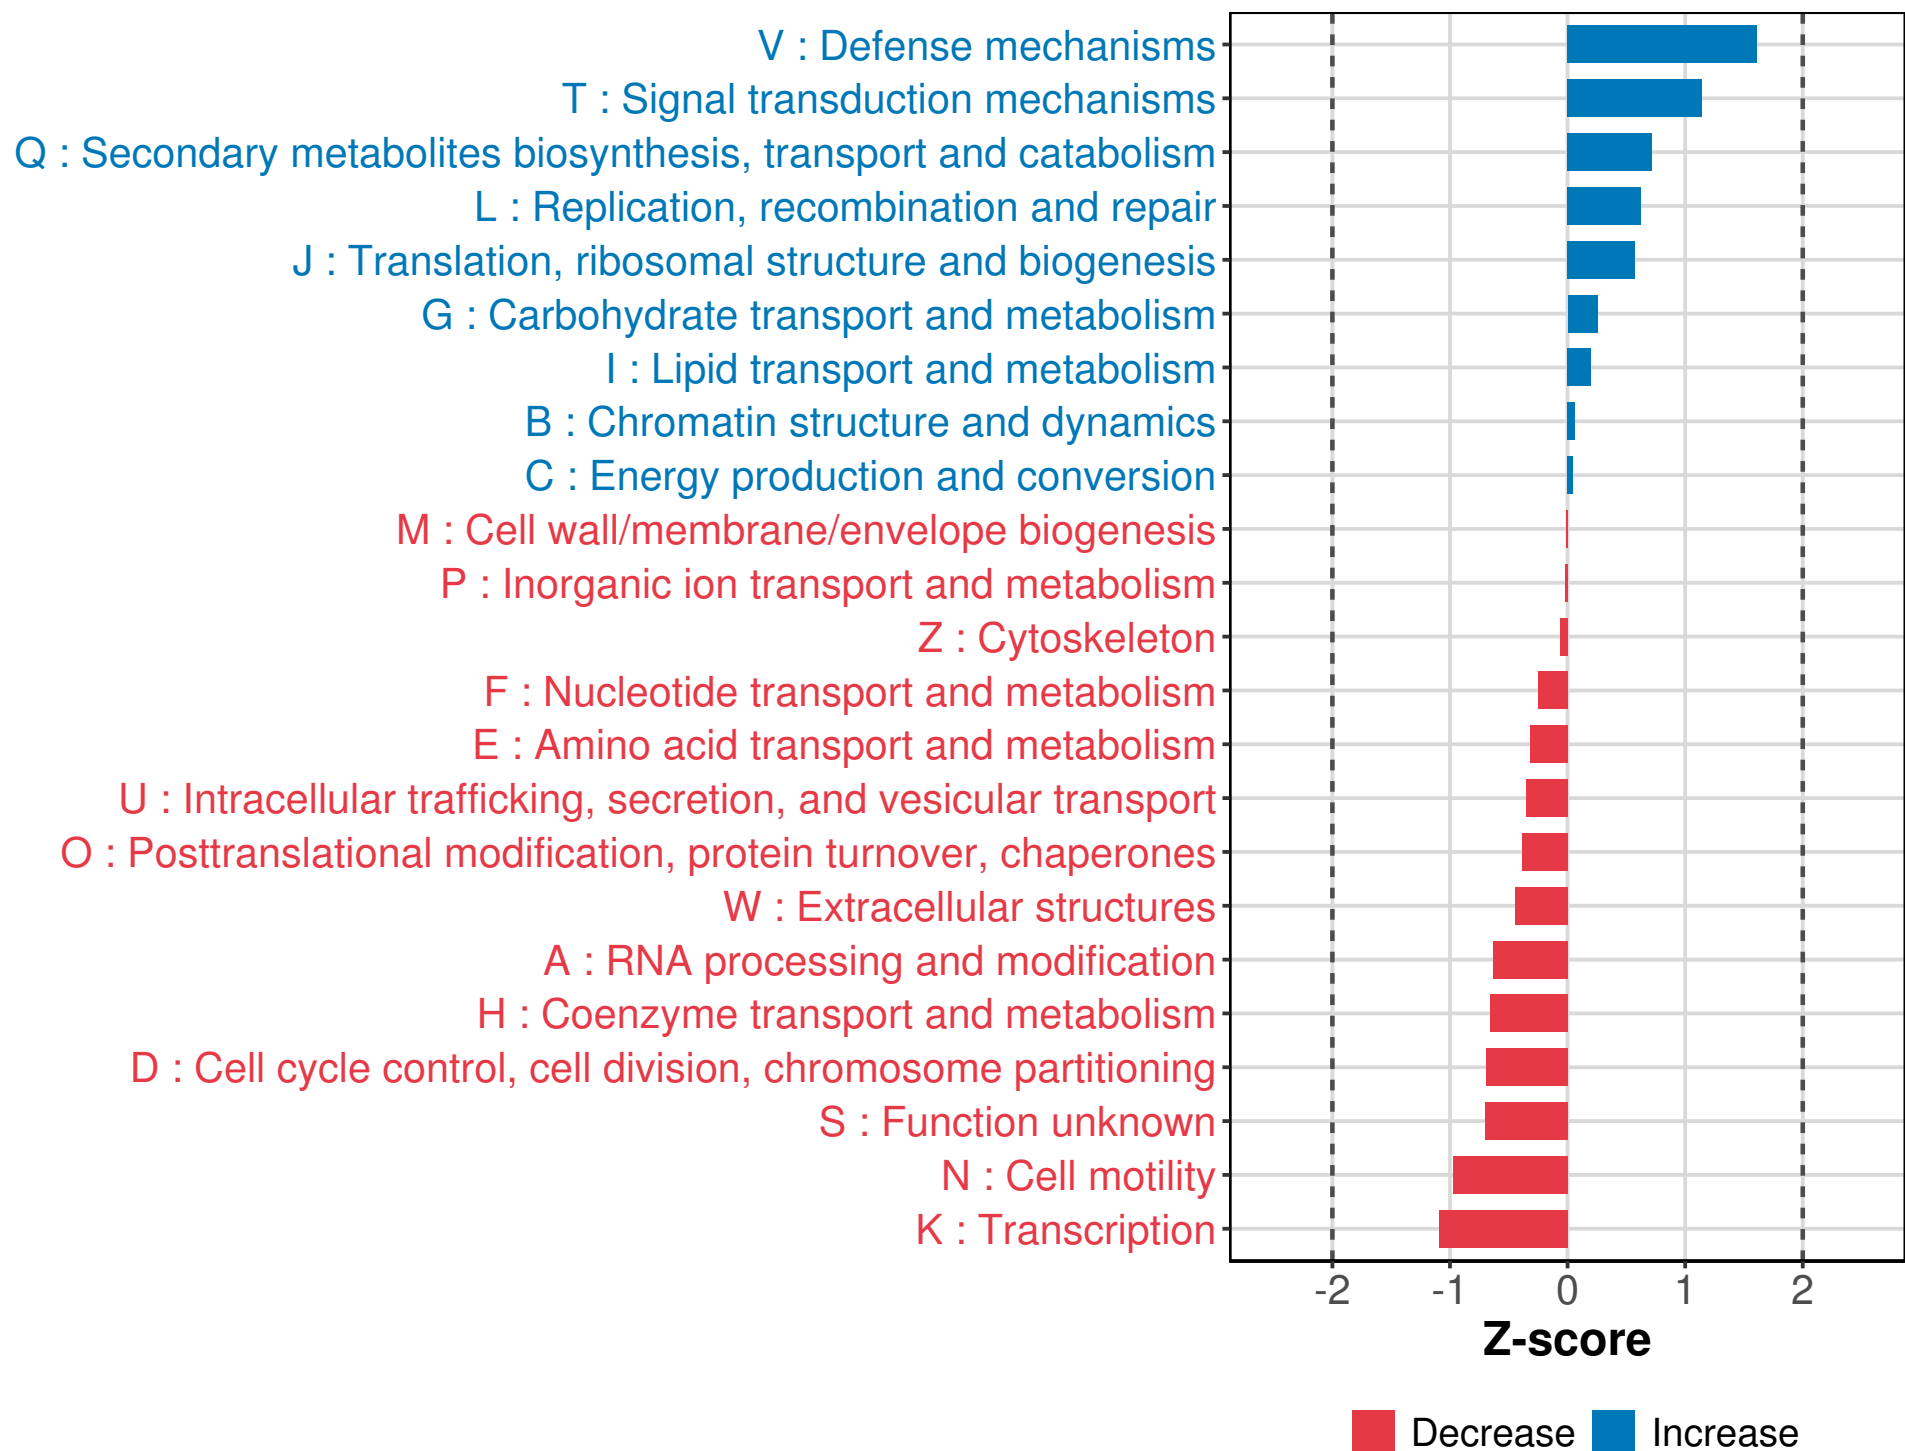 V : Defense mechanisms
T : Signal transduction mechanisms
Q : Secondary metabolites biosynthesis, transport and catabolism
L : Replication, recombination and repair
J : Translation, ribosomal structure and biogenesis
G : Carbohydrate transport and metabolism
I : Lipid transport and metabolism
B : Chromatin structure and dynamics
C : Energy production and conversion
M : Cell wall/membrane/envelope biogenesis
P : Inorganic ion transport and metabolism
Z : Cytoskeleton
F : Nucleotide transport and metabolism
E : Amino acid transport and metabolism
U : Intracellular trafficking, secretion, and vesicular transport
O : Posttranslational modification, protein turnover, chaperones
W : Extracellular structures
A : RNA processing and modification
H : Coenzyme transport and metabolism
D : Cell cycle control, cell division, chromosome partitioning
S : Function unknown
N : Cell motility
K : Transcription
-2 -1 0 1 2
Z-score
Decrease Increase